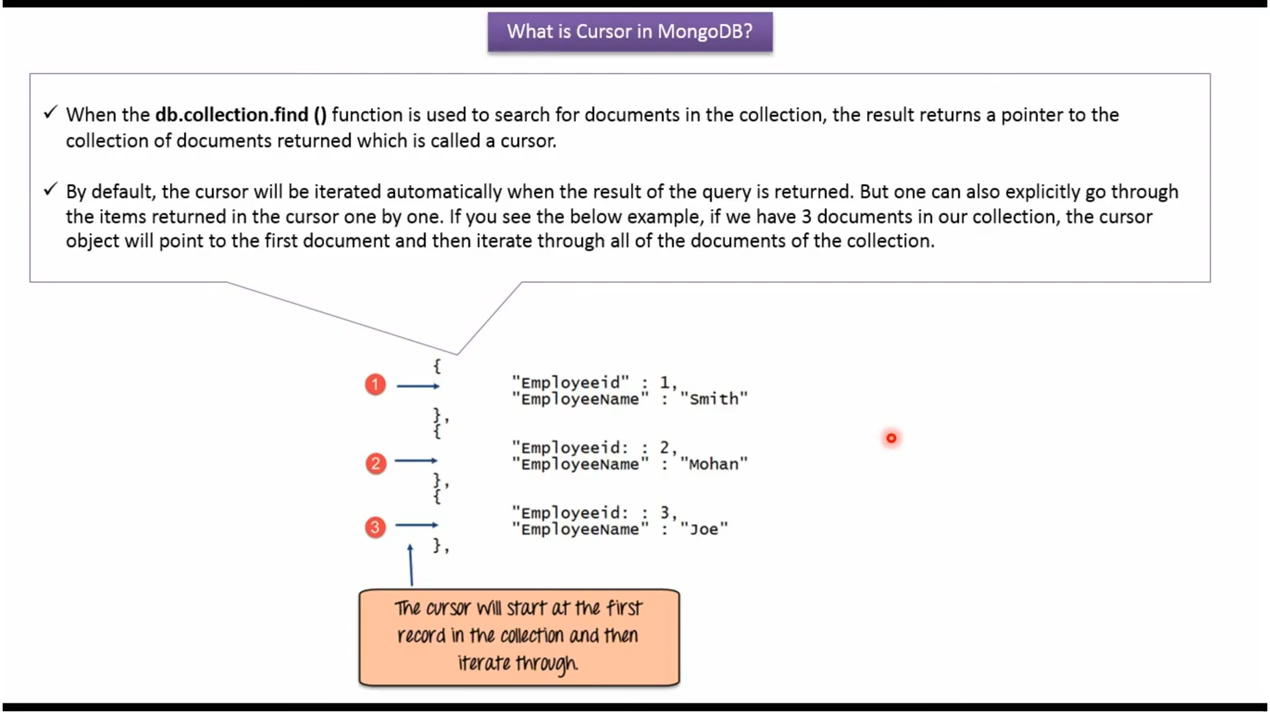 What is Cursor in MongoDB?
✓ When the db.collection.find () function is used to search for documents in the collection, the result returns a pointer to the
collection of documents returned which is called a cursor.
✓ By default, the cursor will be iterated automatically when the result of the query is returned. But one can also explicitly go through
the items returned in the cursor one by one. If you see the below example, if we have 3 documents in our collection, the cursor
object will point to the first document and then iterate through all of the documents of the collection.
{
1 "Employeeid" : 1,
"EmployeeName" : "Smith"
},
{
"Employeeid: : 2,
2 "EmployeeName" : "Mohan"
},
{
"Employeeid: : 3,
3 "EmployeeName" : "Joe"
},
The cursor will start at the first
record in the collection and then
iterate through.